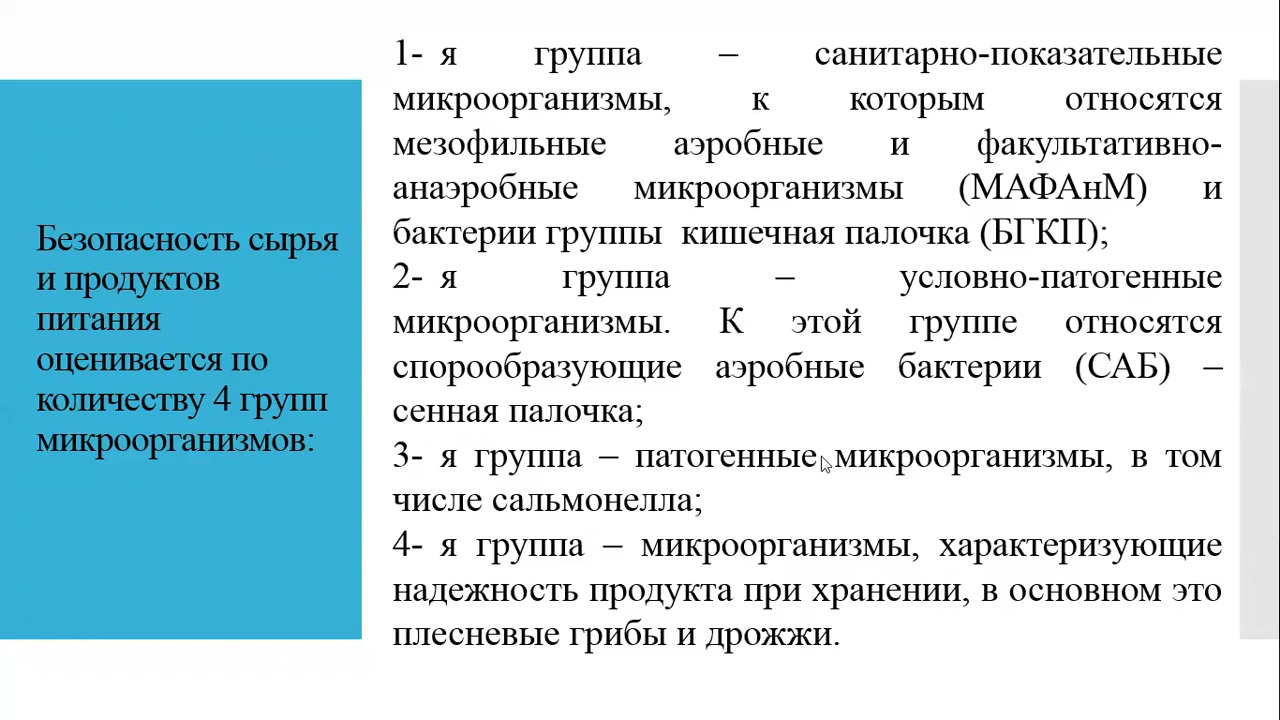 Безопасность сырья
и продуктов
питания
оценивается по
количеству 4 групп
микроорганизмов:
1- я группа – санитарно-показательные
микроорганизмы, к которым относятся
мезофильные аэробные и факультативно-
анаэробные микроорганизмы (МАФАнМ) и
бактерии группы кишечная палочка (БГКП);
2- я группа – условно-патогенные
микроорганизмы. К этой группе относятся
спорообразующие аэробные бактерии (САБ) –
сенная палочка;
3- я группа – патогенные микроорганизмы, в том
числе сальмонелла;
4- я группа – микроорганизмы, характеризующие
надежность продукта при хранении, в основном это
плесневые грибы и дрожжи.